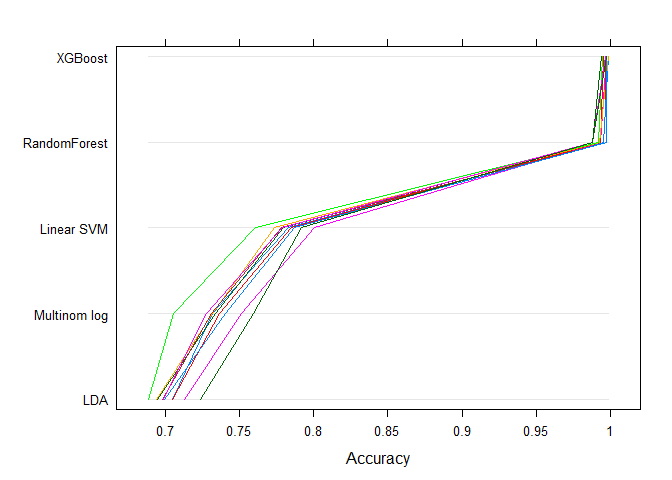 XGBoost
RandomForest
Linear SVM
Multinom log
LDA
0.7 0.75 0.8 0.85 0.9 0.95 1
Accuracy